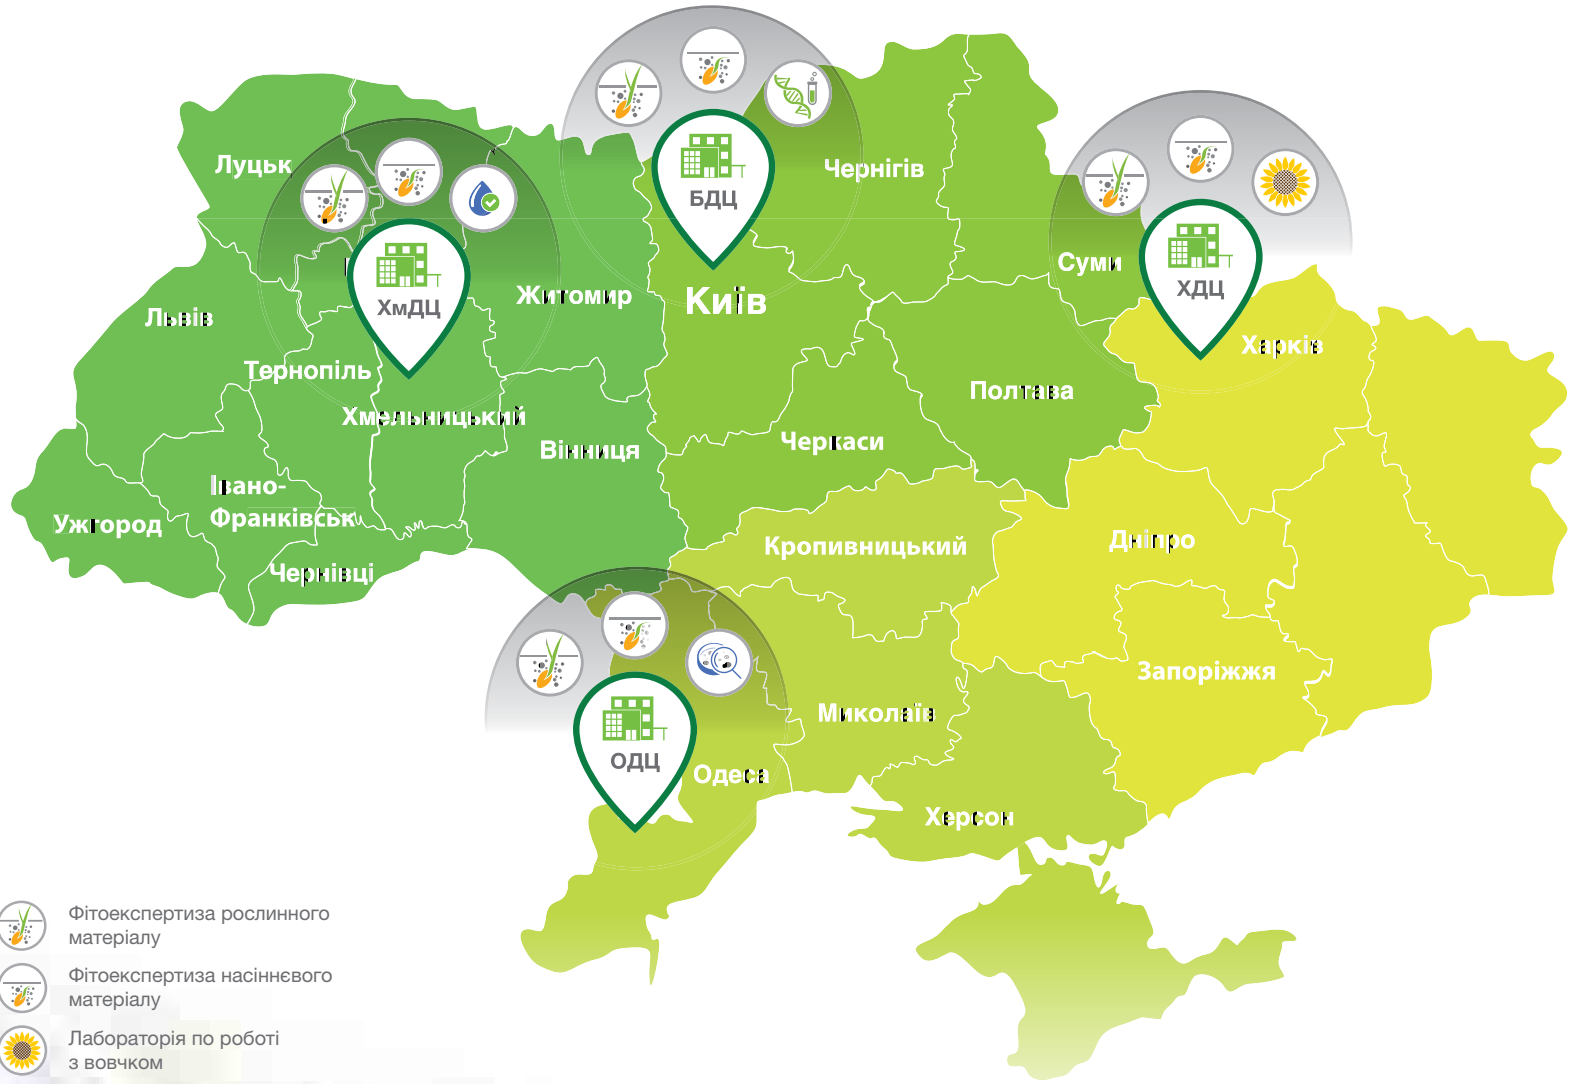 Луцьк
Чернігів
БДЦ
Суми
ХмДЦ
Житомир
Київ
ХДЦ
Львів
Харків
Тернопіль
Полтава
Хмельницький
Черкаси
Вінниця
Івано-
Франківськ
Ужгород
Кропивницький
Дніпро
Чернівці
Запоріжжя
Миколаїв
ОДЦ
Одеса
Херсон
Фітоекспертиза рослинного
матеріалу
Фітоекспертиза насіннєвого
матеріалу
Лабораторія по роботі
з вовчком